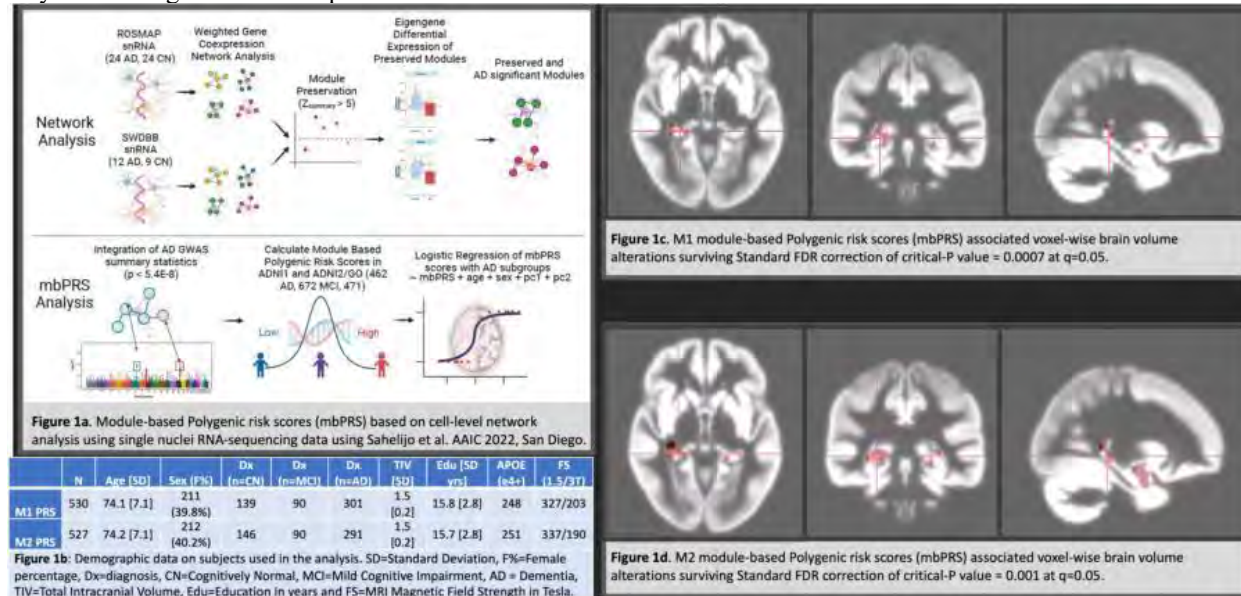 ROSMAP
snRNA
(24 AD, 24 CN)
Weighted Gene
Coexpression
Network Analysis
Eigengene
Differential
Expression of
Preserved Modules
Module
Preservation
(Zsummary > 5)
Preserved and
AD significant Modules
Network
Analysis
SWDBB
snRNA
(12 AD, 9 CN)
Integration of AD GWAS
summary statistics
(p < 5.4E-8)
Calculate Module Based
Polygenic Risk Scores in
ADNI1 and ADNI2/GO (462
AD, 672 MCI, 471)
Logistic Regression of mbPRS
scores with AD subgroups
~ mbPRS + age + sex + pc1 + pc2
mbPRS
Analysis
Low
High
Figure 1a. Module-based Polygenic risk scores (mbPRS) based on cell-level network
analysis using single nuclei RNA-sequencing data using Sahelijo et al. AAIC 2022, San Diego.
N Age [SD] Sex (F%) Dx (n=CN) Dx (n=MCI) Dx (n=AD) TIV [SD] Edu [SD yrs] APOE (e4+) FS (1.5/3T)
M1 PRS 530 74.1 [7.1] 211 (39.8%) 139 90 301 1.5 [0.2] 15.8 [2.8] 248 327/203
M2 PRS 527 74.2 [7.1] 212 (40.2%) 146 90 291 1.5 [0.2] 15.7 [2.8] 251 337/190
Figure 1b: Demographic data on subjects used in the analysis. SD=Standard Deviation, F%=Female
percentage, Dx=diagnosis, CN=Cognitively Normal, MCI=Mild Cognitive Impairment, AD = Dementia,
TIV=Total Intracranial Volume, Edu=Education in years and FS=MRI Magnetic Field Strength in Tesla.
Figure 1c. M1 module-based Polygenic risk scores (mbPRS) associated voxel-wise brain volume
alterations surviving Standard FDR correction of critical-P value = 0.0007 at q=0.05.
Figure 1d. M2 module-based Polygenic risk scores (mbPRS) associated voxel-wise brain volume
alterations surviving Standard FDR correction of critical-P value = 0.001 at q=0.05.